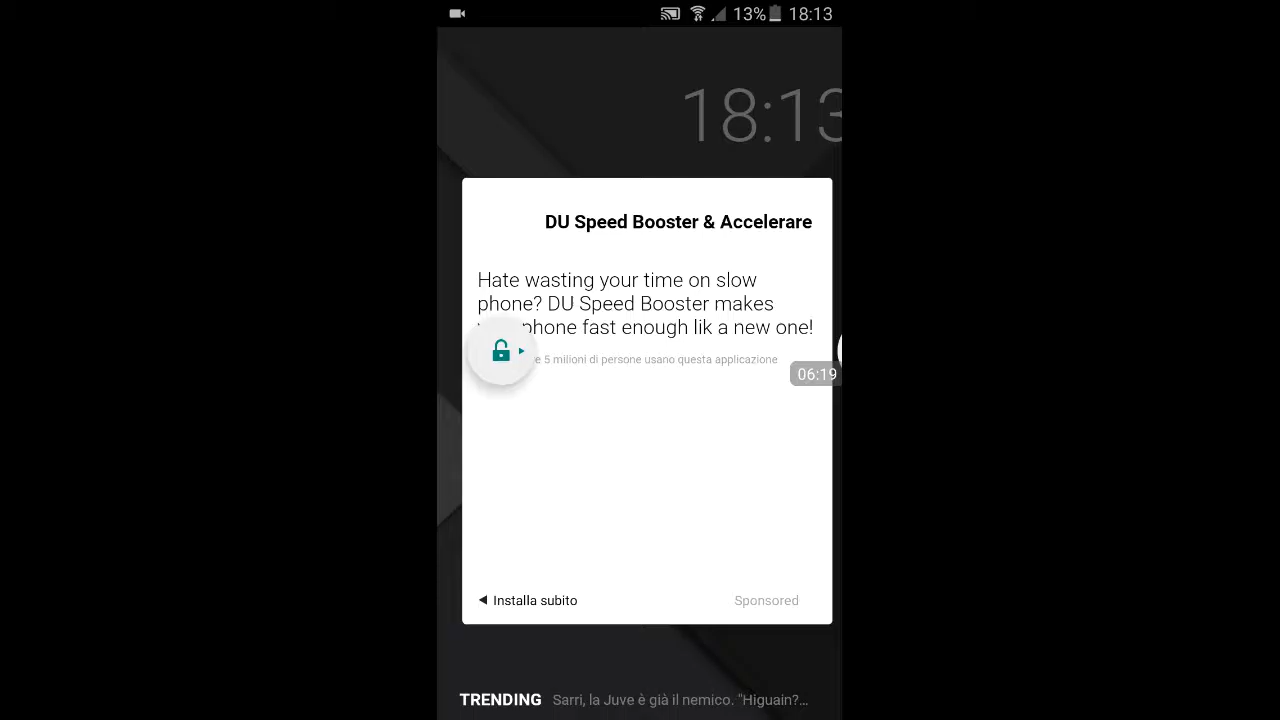 13% 18:13
18:13
DU Speed Booster & Accelerare
Hate wasting your time on slow
phone? DU Speed Booster makes
phone fast enough lik a new one!
5 milioni di persone usano questa applicazione
06:19
Installa subito
Sponsored
TRENDING Sarri, la Juve è già il nemico. "Higuain?...